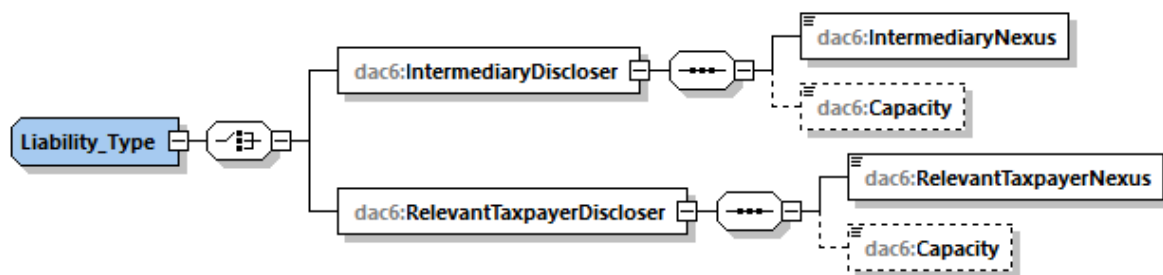 dac6:IntermediaryNexus
dac6:IntermediaryDiscloser
dac6:Capacity
Liability_Type
dac6:RelevantTaxpayerNexus
dac6:RelevantTaxpayerDiscloser
dac6:Capacity